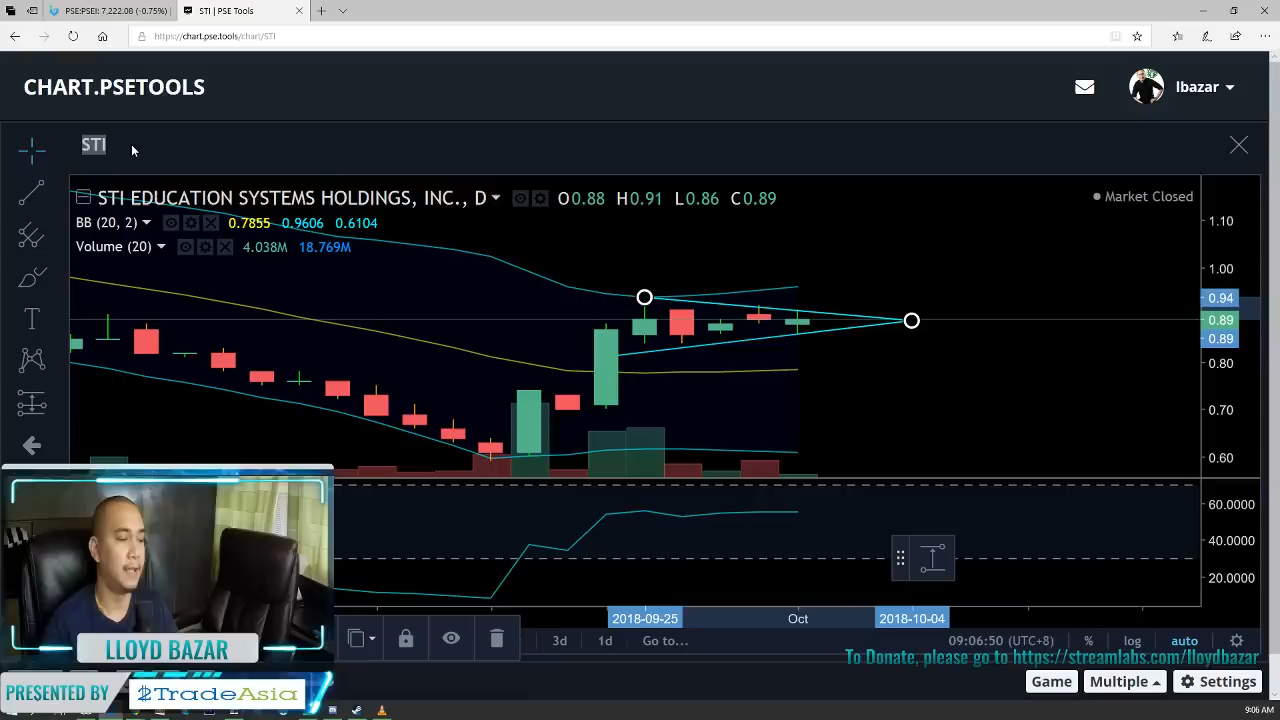 PSE:PSEI: 7,222.08 (-0.75%)
STI | PSE Tools
https://chart.pse.tools/chart/STI
CHART.PSETOOLS
lbazar
STI
STI EDUCATION SYSTEMS HOLDINGS, INC., D
O0.88 H0.91 L0.86 C0.89
Market Closed
BB (20, 2) 0.7855 0.9606 0.6104
Volume (20) 4.038M 18.769M
1.10
1.00
0.94
0.89
0.89
0.80
0.70
0.60
60.0000
40.0000
20.0000
2018-09-25
Oct
2018-10-04
3d 1d Go to...
09:06:50 (UTC+8) % log auto
To Donate, please go to https://streamlabs.com/lloydbazar
LLOYD BAZAR
PRESENTED BY TradeAsia
Game
Multiple
Settings
9:06 AM